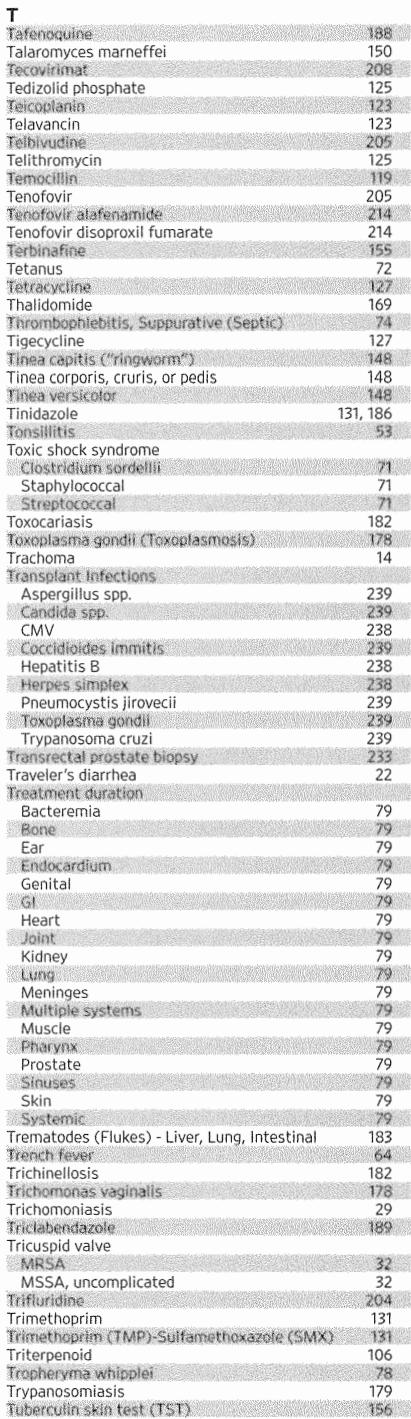 T
Tafenoquine 188
Talaromyces marneffei 150
Tecovirimat 208
Tedizolid phosphate 125
Teicoplanin 123
Telavancin 123
Telbivudine 205
Telithromycin 125
Temocillin 119
Tenofovir 205
Tenofovir alafenamide 214
Tenofovir disoproxil fumarate 214
Terbinafine 155
Tetanus 72
Tetracycline 127
Thalidomide 169
Thrombophlebitis, Suppurative (Septic) 74
Tigecycline 127
Tinea capitis ("ringworm") 148
Tinea corporis, cruris, or pedis 148
Tinea versicolor 148
Tinidazole 131, 186
Tonsillitis 53
Toxic shock syndrome
Clostridium sordellii 71
Staphylococcal 71
Streptococcal 71
Toxocariasis 182
Toxoplasma gondii (Toxoplasmosis) 178
Trachoma 14
Transplant Infections
Aspergillus spp. 239
Candida spp. 239
CMV 238
Coccidioides immitis 239
Hepatitis B 238
Herpes simplex 238
Pneumocystis jirovecii 239
Toxoplasma gondii 239
Trypanosoma cruzi 239
Transrectal prostate biopsy 233
Traveler's diarrhea 22
Treatment duration
Bacteremia 79
Bone 79
Ear 79
Endocardium 79
Genital 79
GI 79
Heart 79
Joint 79
Kidney 79
Lung 79
Meninges 79
Multiple systems 79
Muscle 79
Pharynx 79
Prostate 79
Sinuses 79
Skin 79
Systemic 79
Trematodes (Flukes) - Liver, Lung, Intestinal 183
Trench fever 64
Trichinellosis 182
Trichomonas vaginalis 178
Trichomoniasis 29
Triclabendazole 189
Tricuspid valve
MRSA 32
MSSA, uncomplicated 32
Trifluridine 204
Trimethoprim 131
Trimethoprim (TMP)-Sulfamethoxazole (SMX) 131
Triterpenoid 106
Tropheryma whipplei 78
Trypanosomiasis 179
Tuberculin skin test (TST) 156